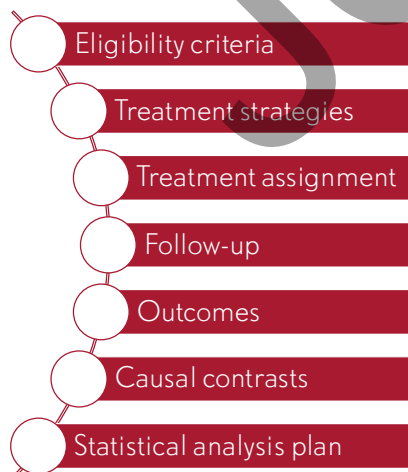 Eligibility criteria
Treatment strategies
Treatment assignment
Follow-up
Outcomes
Causal contrasts
Statistical analysis plan